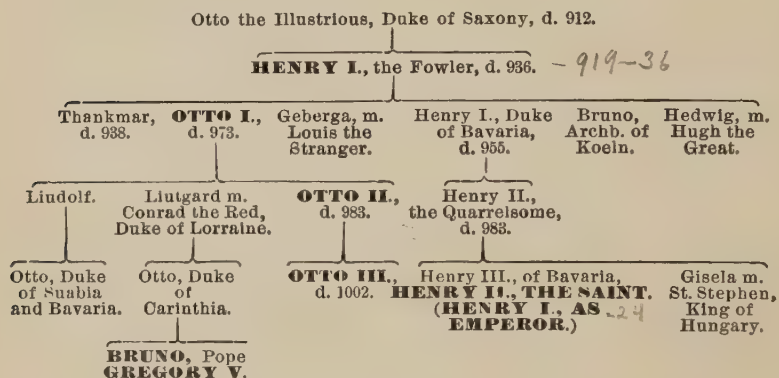 Otto the Illustrious, Duke of Saxony, d. 912.
HENRY I., the Fowler, d. 936. - 919-36
Thankmar, d. 938.
OTTO I., d. 973.
Geberga, m. Louis the Stranger.
Henry I., Duke of Bavaria, d. 955.
Bruno, Archb. of Koeln.
Hedwig, m. Hugh the Great.
Liudolf.
Liutgard m. Conrad the Red, Duke of Lorraine.
OTTO II., d. 983.
Henry II., the Quarrelsome, d. 983.
Otto, Duke of Suabia and Bavaria.
Otto, Duke of Carinthia.
OTTO III., d. 1002.
Henry III., of Bavaria, HENRY II., THE SAINT. (HENRY I., AS EMPEROR.) -24
Gisela m. St. Stephen, King of Hungary.
BRUNO, Pope GREGORY V.